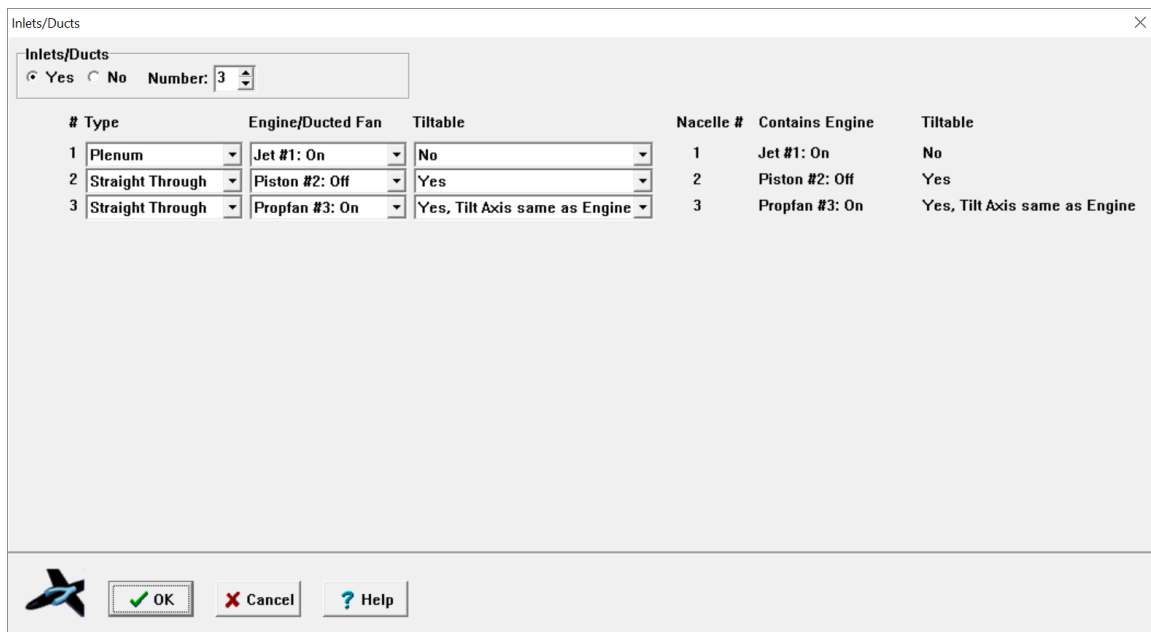 Inlets/Ducts
Inlets/Ducts
Yes No Number: 3
# Type Engine/Ducted Fan Tiltable Nacelle # Contains Engine Tiltable
1 Plenum Jet #1: On No 1 Jet #1: On No
2 Straight Through Piston #2: Off Yes 2 Piston #2: Off Yes
3 Straight Through Propfan #3: On Yes, Tilt Axis same as Engine 3 Propfan #3: On Yes, Tilt Axis same as Engine
OK Cancel ? Help